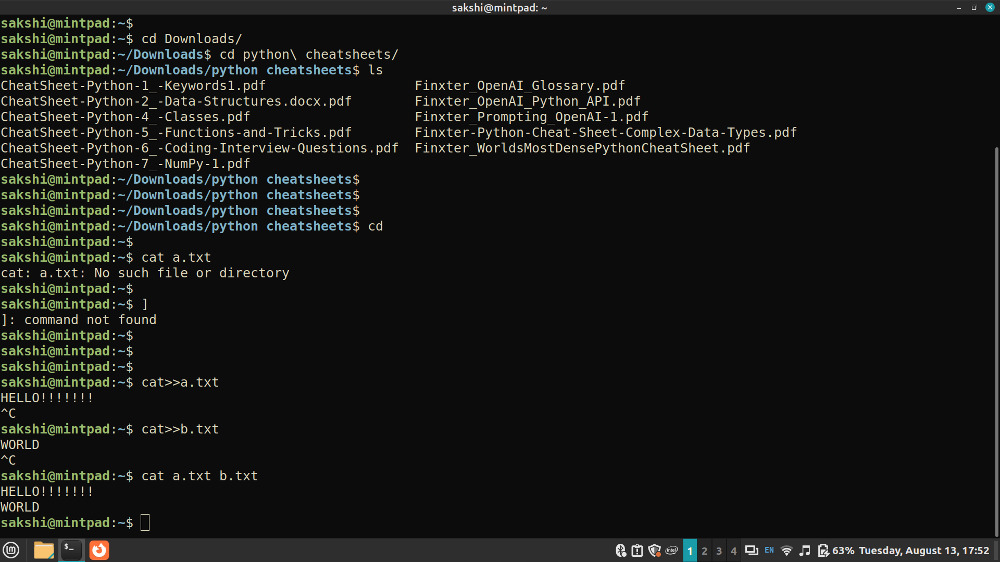 sakshi@mintpad: ~
sakshi@mintpad:~$
sakshi@mintpad:~$ cd Downloads/
sakshi@mintpad:~/Downloads$ cd python\ cheatsheets/
sakshi@mintpad:~/Downloads/python cheatsheets$ ls
CheatSheet-Python-1_-Keywords1.pdf Finxter_OpenAI_Glossary.pdf
CheatSheet-Python-2_-Data-Structures.docx.pdf Finxter_OpenAI_Python_API.pdf
CheatSheet-Python-4_-Classes.pdf Finxter_Prompting_OpenAI-1.pdf
CheatSheet-Python-5_-Functions-and-Tricks.pdf Finxter-Python-Cheat-Sheet-Complex-Data-Types.pdf
CheatSheet-Python-6_-Coding-Interview-Questions.pdf Finxter_WorldsMostDensePythonCheatSheet.pdf
CheatSheet-Python-7_-NumPy-1.pdf
sakshi@mintpad:~/Downloads/python cheatsheets$
sakshi@mintpad:~/Downloads/python cheatsheets$
sakshi@mintpad:~/Downloads/python cheatsheets$
sakshi@mintpad:~/Downloads/python cheatsheets$ cd
sakshi@mintpad:~$
sakshi@mintpad:~$ cat a.txt
cat: a.txt: No such file or directory
sakshi@mintpad:~$
sakshi@mintpad:~$ ]
]: command not found
sakshi@mintpad:~$
sakshi@mintpad:~$
sakshi@mintpad:~$
sakshi@mintpad:~$ cat>>a.txt
HELLO!!!!!!!
^C
sakshi@mintpad:~$ cat>>b.txt
WORLD
^C
sakshi@mintpad:~$ cat a.txt b.txt
HELLO!!!!!!!
WORLD
sakshi@mintpad:~$
lm $_ intel 1 2 3 4 EN 63% Tuesday, August 13, 17:52